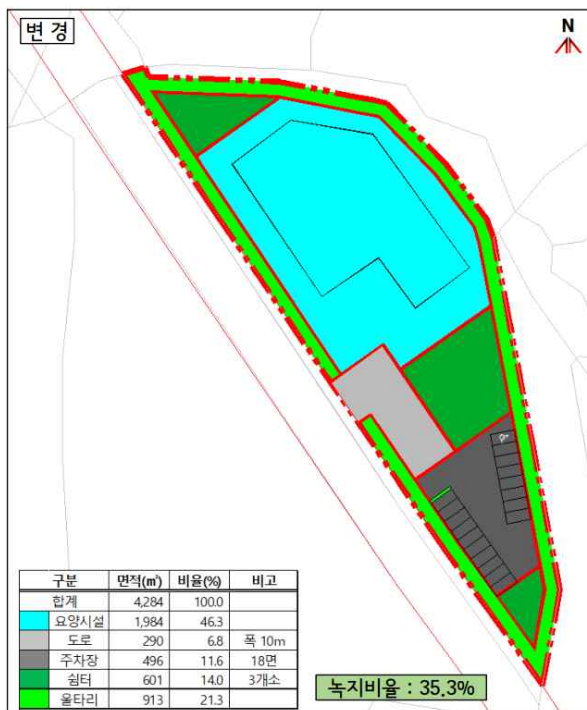 변 경
N
구분 면적(㎡) 비율(%) 비고
합계 4,284 100.0
요양시설 1,984 46.3
도로 290 6.8 폭 10m
주차장 496 11.6 18면
쉼터 601 14.0 3개소
울타리 913 21.3
녹지비율 : 35.3%